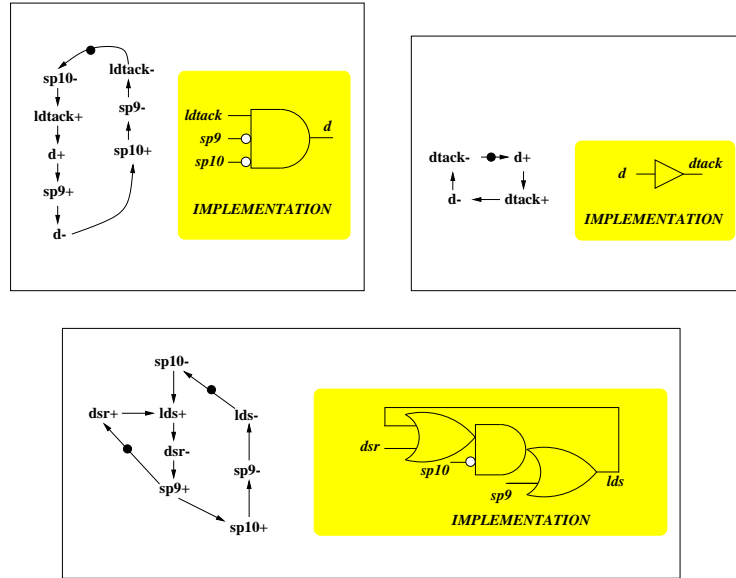 sp10-
ldtack+
d+
sp9+
d-
ldtack-
sp9-
sp10+
ldtack
sp9
sp10
d
IMPLEMENTATION
dtack- d+
d- dtack+
d dtack
IMPLEMENTATION
sp10-
dsr+ lds+ lds-
dsr-
sp9-
sp9+
sp10+
dsr
sp10
sp9
lds
IMPLEMENTATION